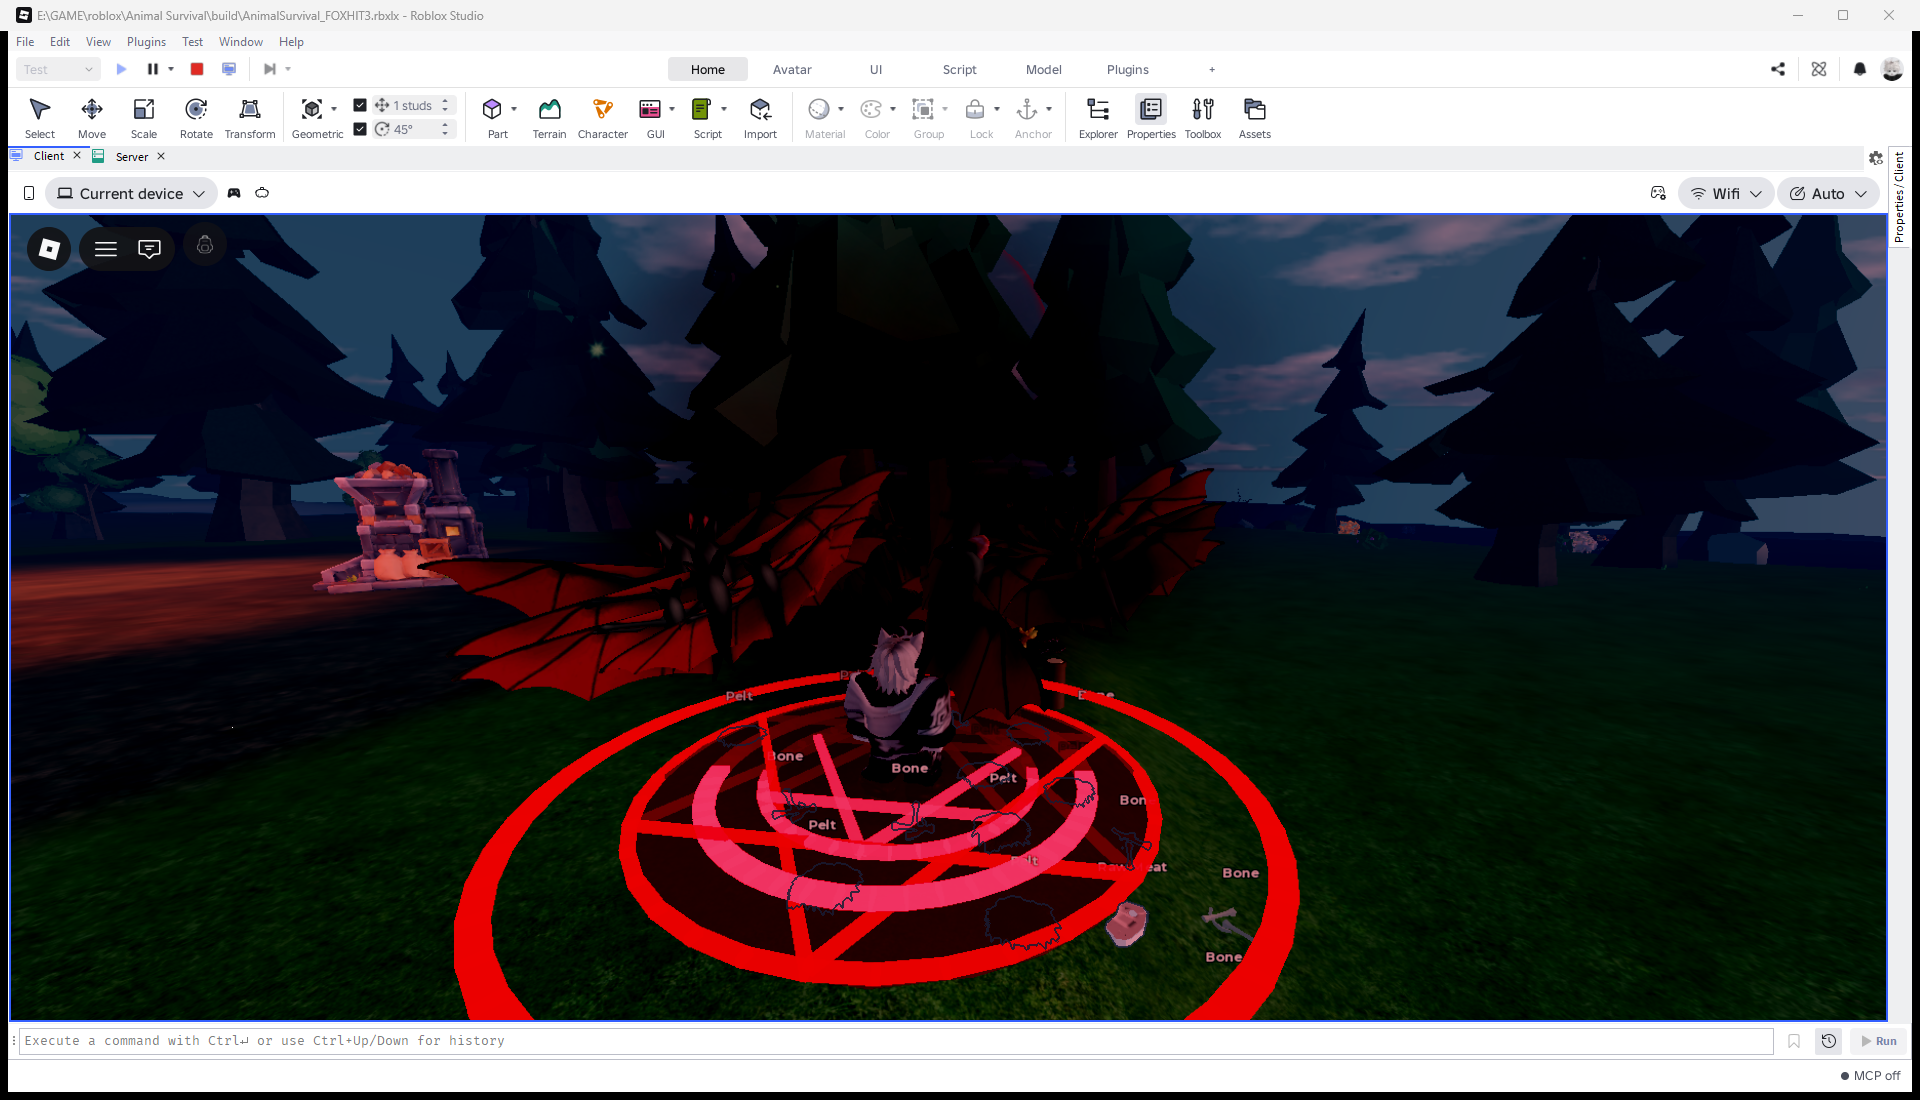 E:\GAME\roblox\Animal Survival\build\AnimalSurvival_FOXHIT3.rbxlx - Roblox Studio
File Edit View Plugins Test Window Help
Test
Home Avatar UI Script Model Plugins +
1 studs
45°
Select Move Scale Rotate Transform Geometric Part Terrain Character GUI Script Import Material Color Group Lock Anchor Explorer Properties Toolbox Assets
Client Server
Properties / Client
Current device
Wifi Auto
Pelt
Bone
Bone
Pelt
Pelt
Bone
Bone
Execute a command with Ctrl↵ or use Ctrl+Up/Down for history
Run
MCP off